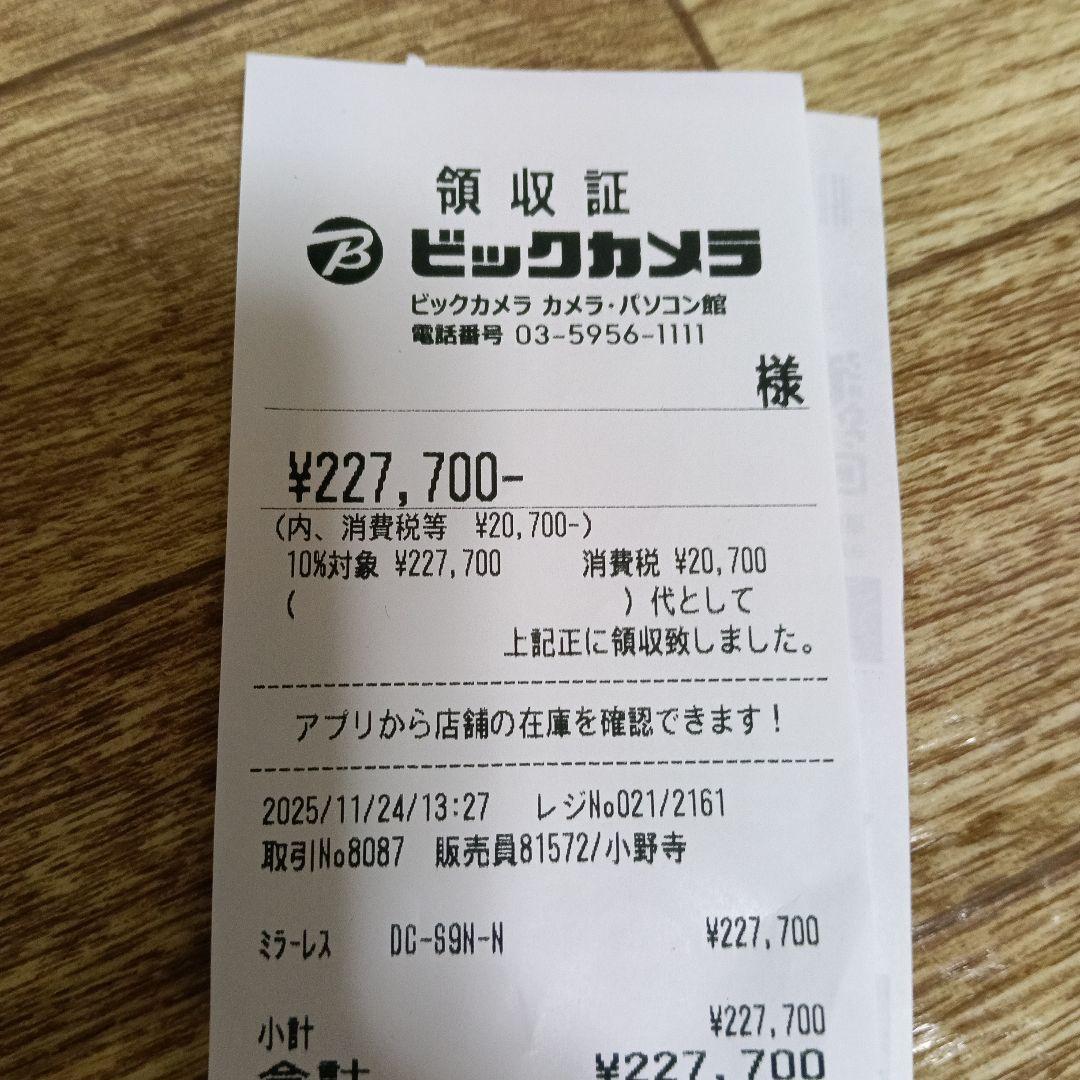 領収証
B ビックカメラ
ビックカメラ カメラ・パソコン館
電話番号 03-5956-1111
様
¥227,700-
(内、消費税等 ¥20,700-)
10%対象 ¥227,700 消費税 ¥20,700
( )代として
上記正に領収致しました。
アプリから店舗の在庫を確認できます!
2025/11/24/13:27 レジNo021/2161
取引No8087 販売員81572/小野寺
ミラーレス DC-S9N-N ¥227,700
小計 ¥227,700
合計 ¥227,700